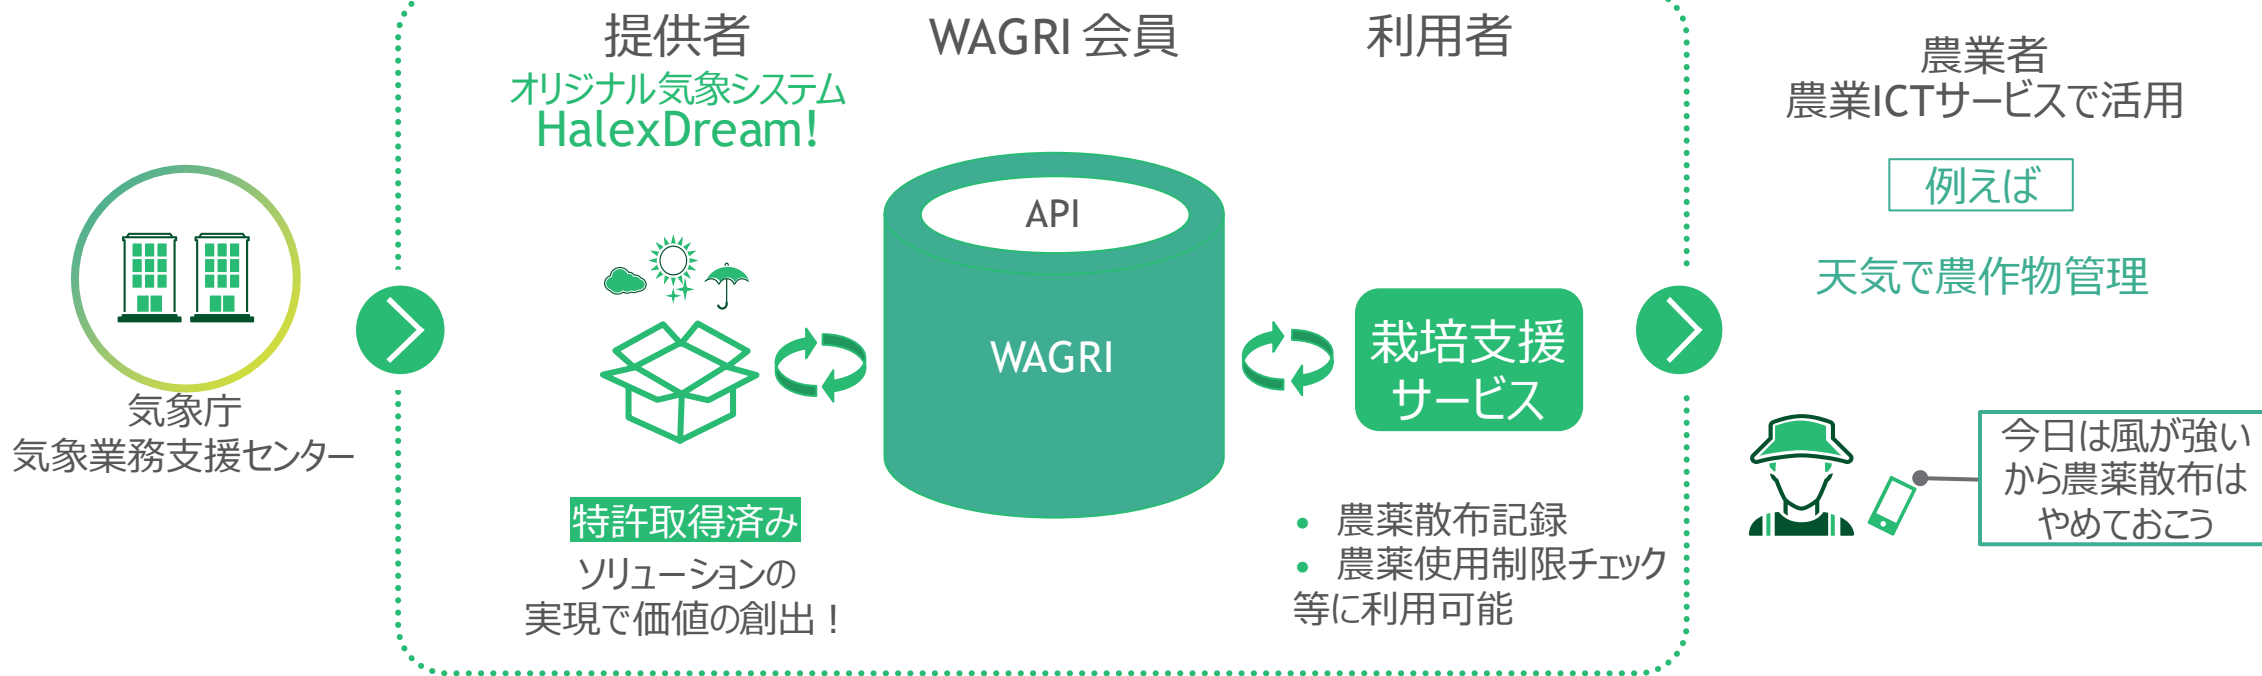 気象庁
気象業務支援センター
提供者
オリジナル気象システム
HalexDream!
特許取得済み
ソリューションの
実現で価値の創出！
WAGRI 会員
API
WAGRI
利用者
栽培支援
サービス
• 農薬散布記録
• 農薬使用制限チェック
等に利用可能
農業者
農業ICTサービスで活用
例えば
天気で農作物管理
今日は風が強い
から農薬散布は
やめておこう